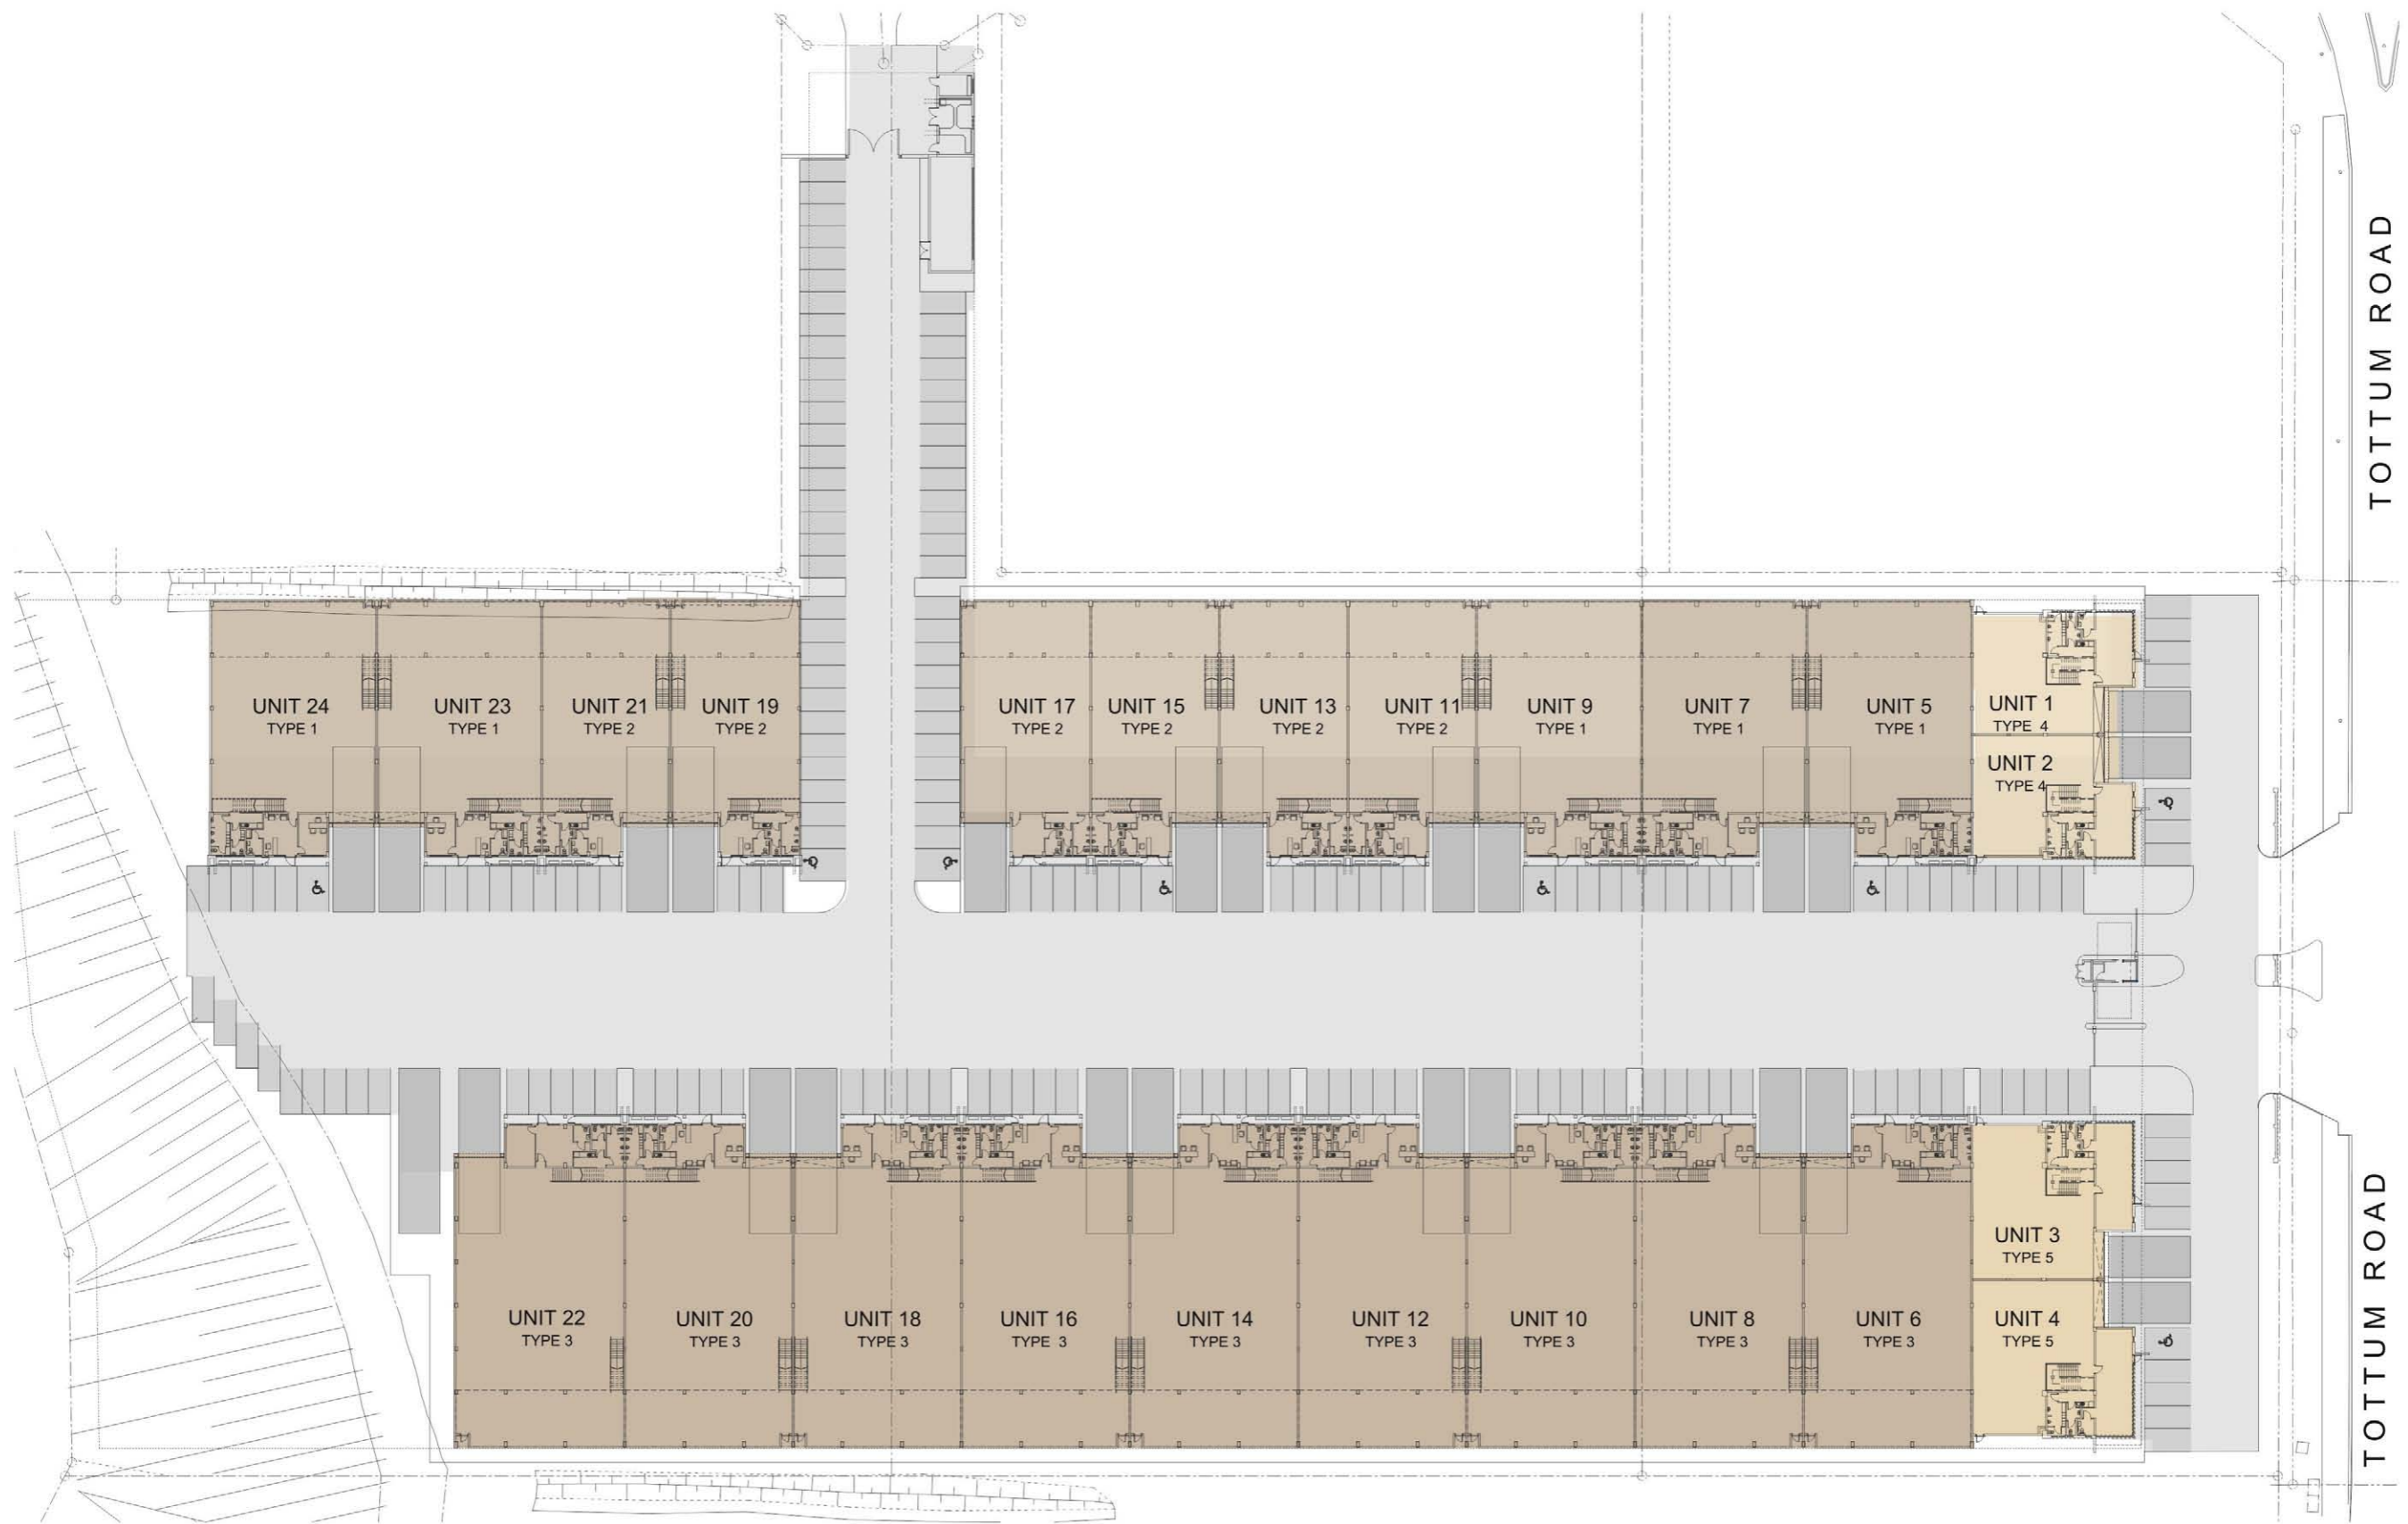 TOTTUM ROAD
UNIT 24
TYPE 1
UNIT 23
TYPE 1
UNIT 21
TYPE 2
UNIT 19
TYPE 2
UNIT 17
TYPE 2
UNIT 15
TYPE 2
UNIT 13
TYPE 2
UNIT 11
TYPE 2
UNIT 9
TYPE 1
UNIT 7
TYPE 1
UNIT 5
TYPE 1
UNIT 1
TYPE 4
UNIT 2
TYPE 4
UNIT 3
TYPE 5
UNIT 22
TYPE 3
UNIT 20
TYPE 3
UNIT 18
TYPE 3
UNIT 16
TYPE 3
UNIT 14
TYPE 3
UNIT 12
TYPE 3
UNIT 10
TYPE 3
UNIT 8
TYPE 3
UNIT 6
TYPE 3
UNIT 4
TYPE 5
TOTTUM ROAD